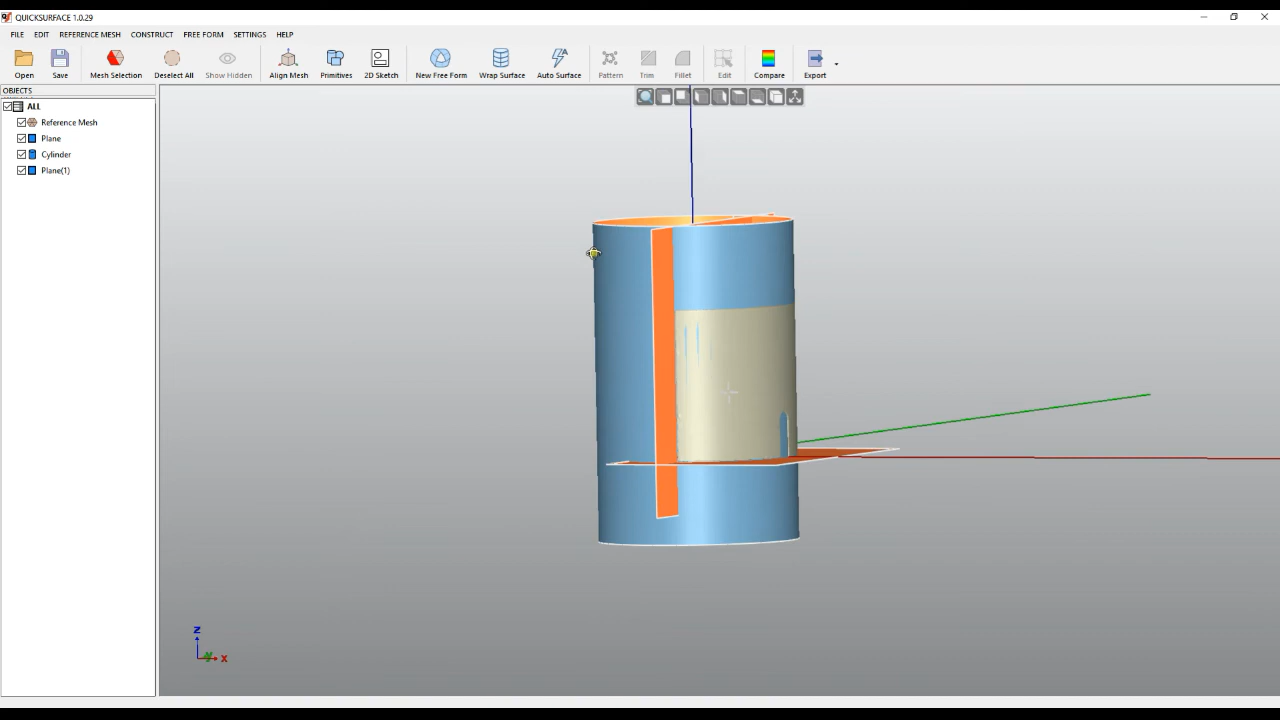 QUICKSURFACE 1.0.29
FILE EDIT REFERENCE MESH CONSTRUCT FREE FORM SETTINGS HELP
Open Save Mesh Selection Deselect All Show Hidden Align Mesh Primitives 2D Sketch New Free Form Wrap Surface Auto Surface Pattern Trim Fillet Edit Compare Export
OBJECTS
ALL
Reference Mesh
Plane
Cylinder
Plane(1)
Z
X